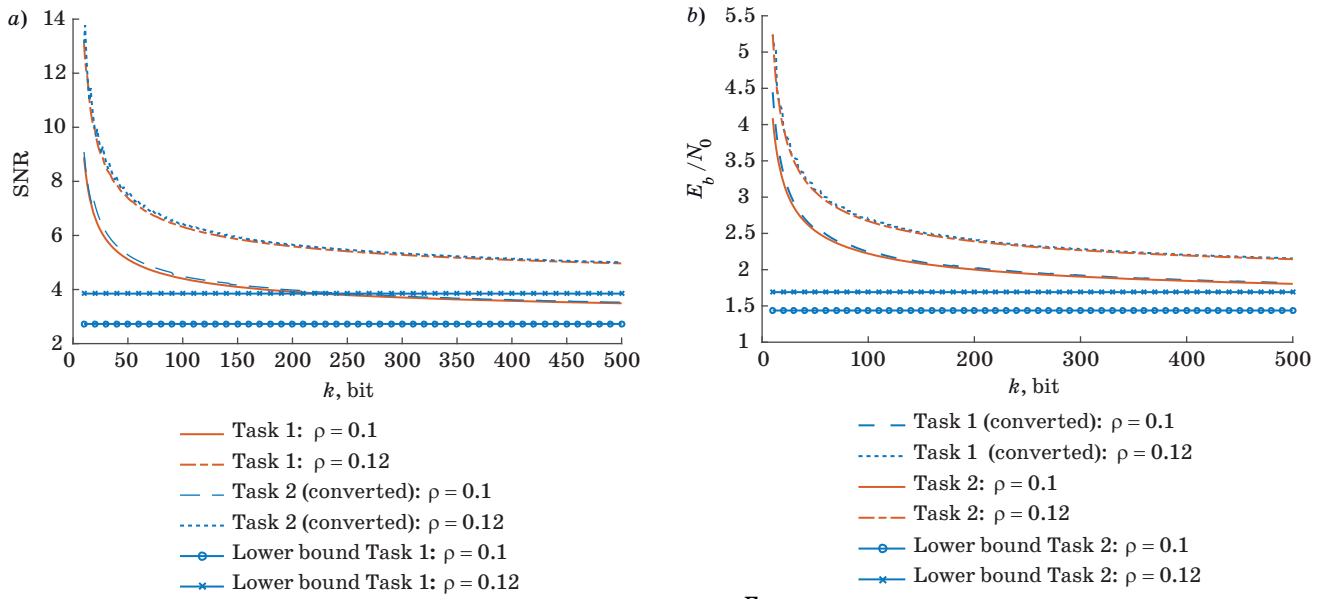 a)
14
12
10
8
6
4
2
SNR
0
50
100
150
200
250
300
350
400
450
500
k, bit
Task 1: ρ = 0.1
Task 1: ρ = 0.12
Task 2 (converted): ρ = 0.1
Task 2 (converted): ρ = 0.12
Lower bound Task 1: ρ = 0.1
Lower bound Task 1: ρ = 0.12
b)
5.5
5
4.5
4
3.5
3
2.5
2
1.5
1
E_b/N_0
0
100
200
300
400
500
k, bit
Task 1 (converted): ρ = 0.1
Task 1 (converted): ρ = 0.12
Task 2: ρ = 0.1
Task 2: ρ = 0.12
Lower bound Task 2: ρ = 0.1
Lower bound Task 2: ρ = 0.12